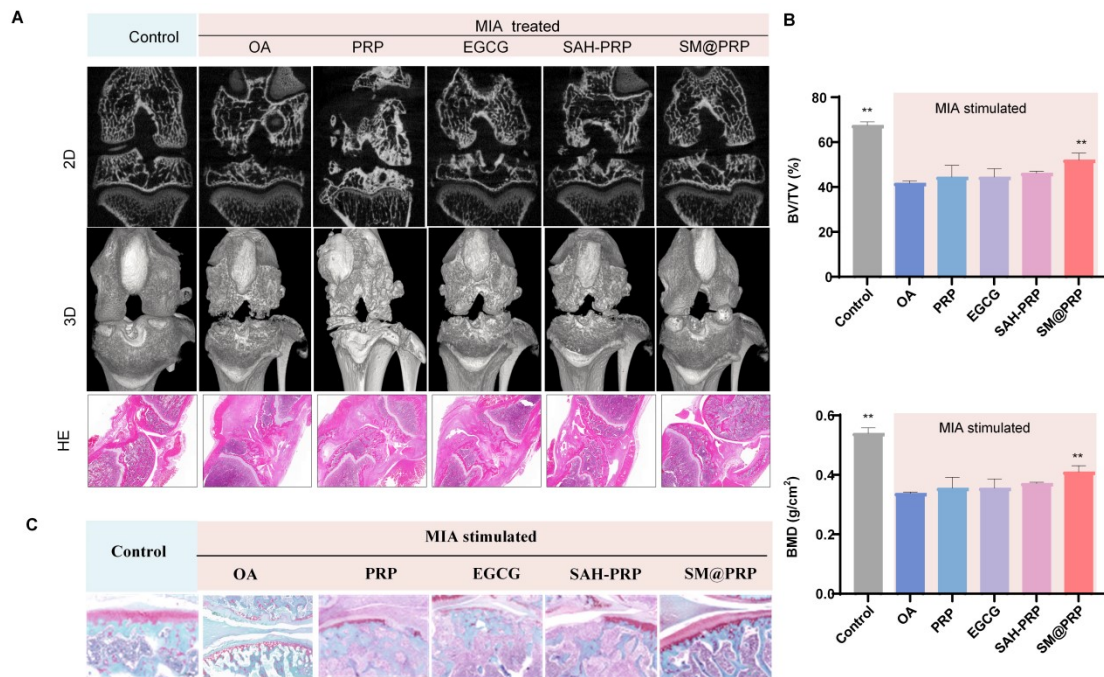 A
Control
MIA treated
OA PRP EGCG SAH-PRP SM@PRP
2D
3D
HE
B
BV/TV (%)
80
60
40
20
0
MIA stimulated
**
**
Control
OA
PRP
EGCG
SAH-PRP
SM@PRP
BMD (g/cm²)
0.6
0.4
0.2
0.0
MIA stimulated
**
**
Control
OA
PRP
EGCG
SAH-PRP
SM@PRP
C
Control
MIA stimulated
OA PRP EGCG SAH-PRP SM@PRP